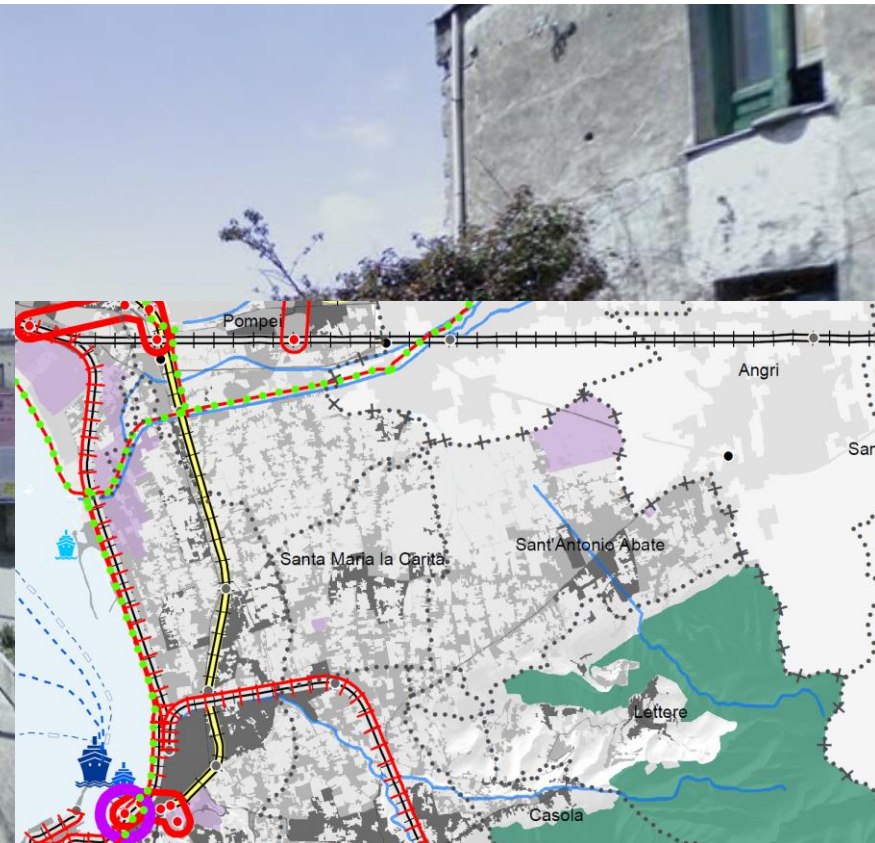 Pompei
Angri
San
Santa Maria la Carità
Sant'Antonio Abate
Lettere
Casola